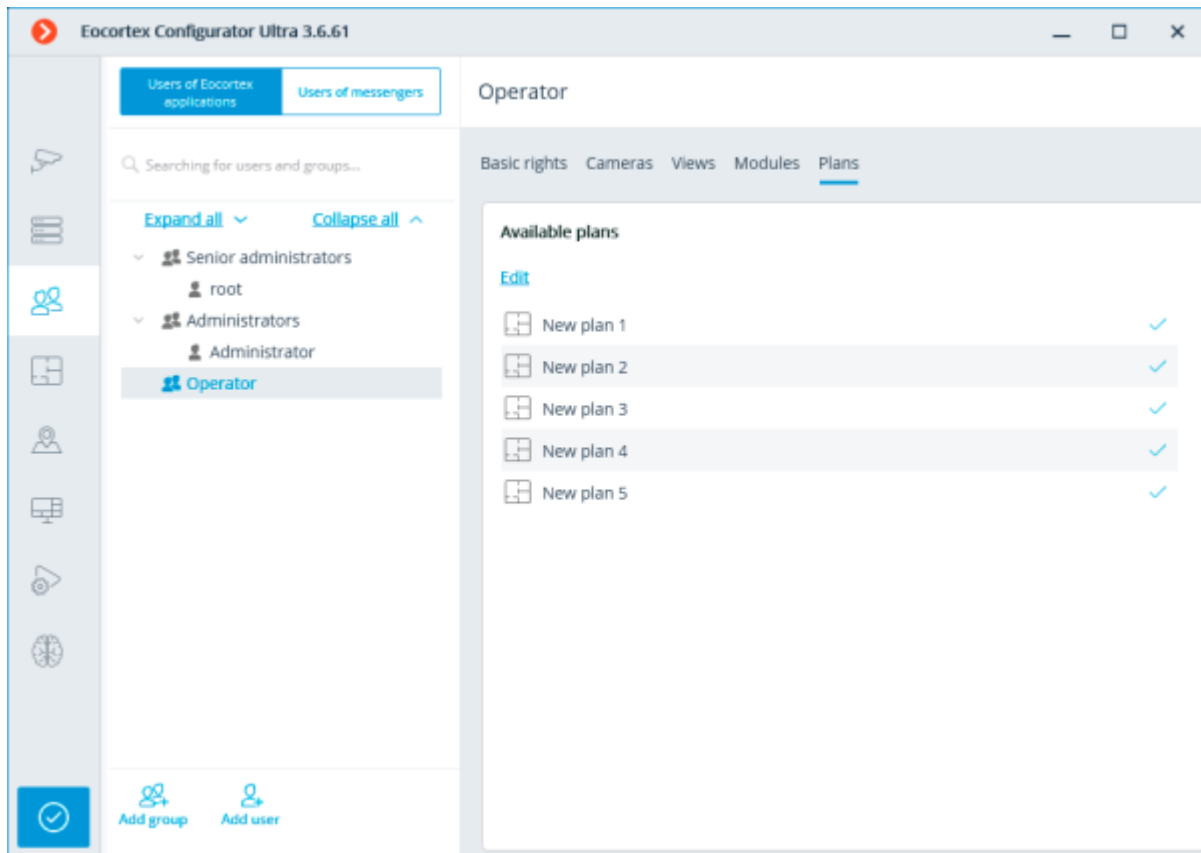 Eocortex Configurator Ultra 3.6.61
Users of Eocortex
applications
Users of messengers
Searching for users and groups...
Expand all
Collapse all
Senior administrators
root
Administrators
Administrator
Operator
Add group
Add user
Operator
Basic rights
Cameras
Views
Modules
Plans
Available plans
Edit
New plan 1
New plan 2
New plan 3
New plan 4
New plan 5